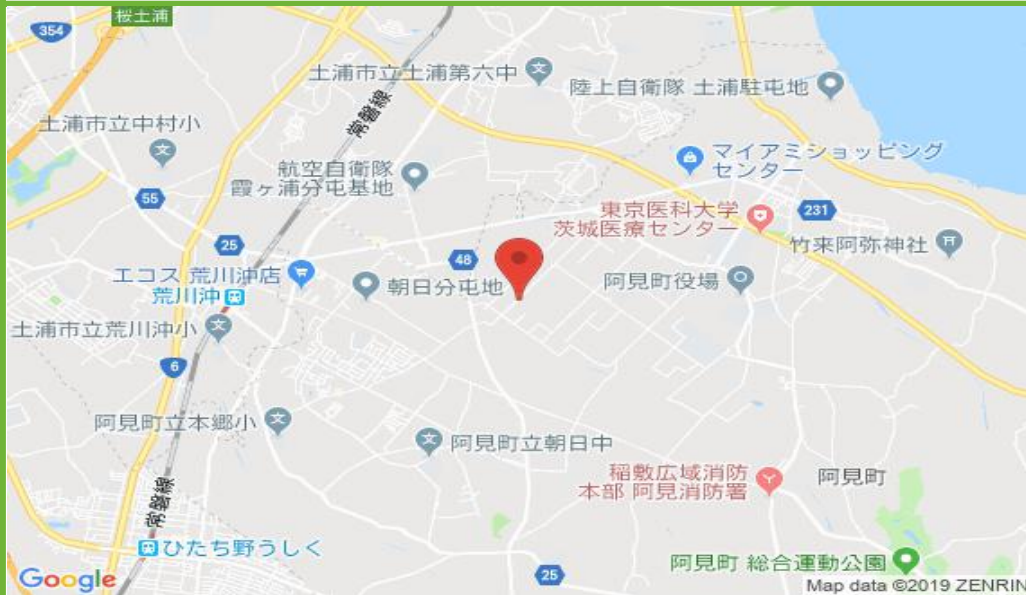 桜土浦
354
土浦市立土浦第六中
陸上自衛隊 土浦駐屯地
常磐線
土浦市立中村小
マイアミショッピング
センター
航空自衛隊
霞ヶ浦分屯基地
55
東京医科大学
茨城医療センター
231
25
竹来阿弥神社
48
エコス 荒川沖店
荒川沖
朝日分屯地
阿見町役場
土浦市立荒川沖小
6
阿見町立本郷小
阿見町立朝日中
稲敷広域消防
本部 阿見消防署
阿見町
常磐線
ひたち野うしく
阿見町 総合運動公園
25
Google
Map data ©2019 ZENRIN